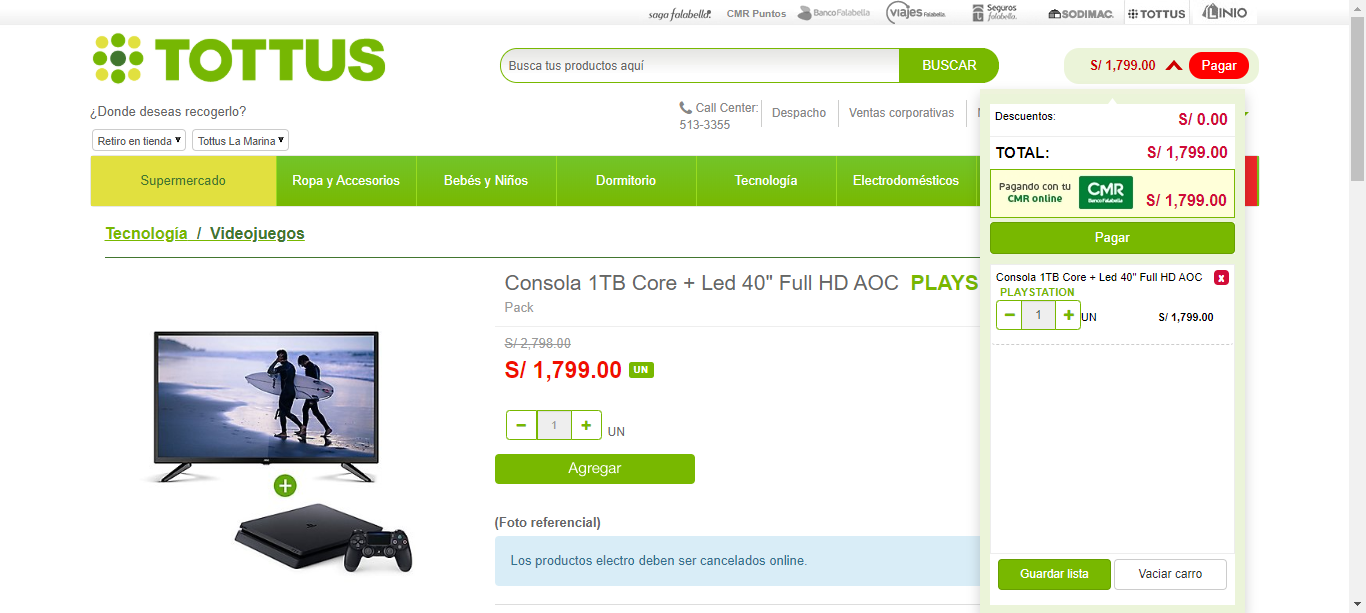 saga falabella. CMR Puntos BancoFalabella viajes Falabella. Seguros falabella. SODIMAC. TOTTUS LINIO
TOTTUS
Busca tus productos aquí
BUSCAR
S/ 1,799.00
Pagar
¿Donde deseas recogerlo?
Retiro en tienda
Tottus La Marina
Call Center:
513-3355
Despacho
Ventas corporativas
Supermercado
Ropa y Accesorios
Bebés y Niños
Dormitorio
Tecnología
Electrodomésticos
Tecnología / Videojuegos
Consola 1TB Core + Led 40" Full HD AOC PLAYS
Pack
S/ 2,798.00
S/ 1,799.00 UN
− 1 + UN
Agregar
(Foto referencial)
Los productos electro deben ser cancelados online.
Descuentos: S/ 0.00
TOTAL: S/ 1,799.00
Pagando con tu
CMR online
CMR
BancoFalabella
S/ 1,799.00
Pagar
Consola 1TB Core + Led 40" Full HD AOC x
PLAYSTATION
− 1 + UN S/ 1,799.00
Guardar lista
Vaciar carro